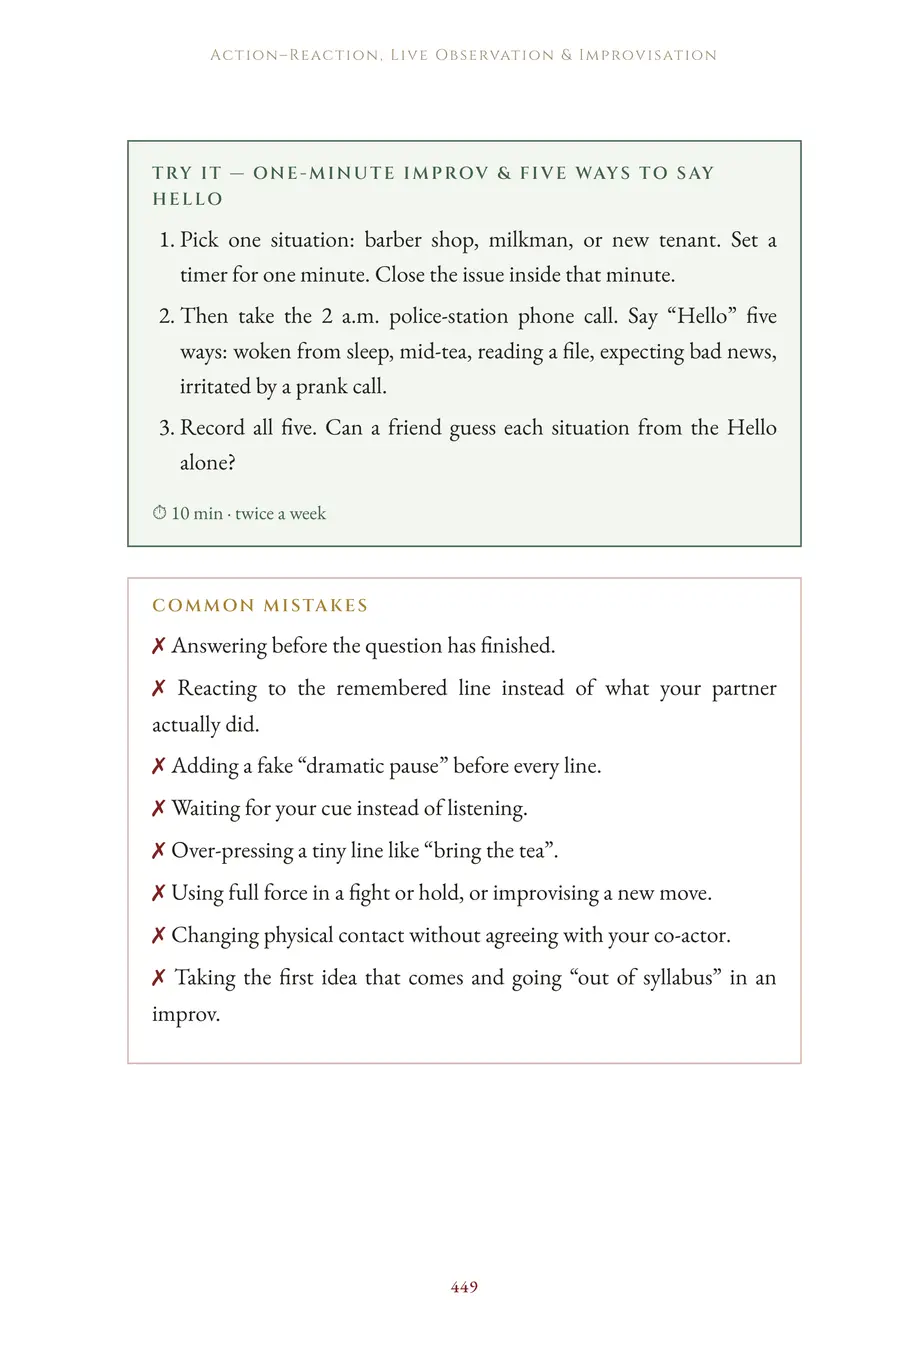 Action–Reaction, Live Observation & Improvisation
TRY IT — ONE-MINUTE IMPROV & FIVE WAYS TO SAY
HELLO
1. Pick one situation: barber shop, milkman, or new tenant. Set a
timer for one minute. Close the issue inside that minute.
2. Then take the 2 a.m. police-station phone call. Say “Hello” five
ways: woken from sleep, mid-tea, reading a file, expecting bad news,
irritated by a prank call.
3. Record all five. Can a friend guess each situation from the Hello
alone?
⏱ 10 min · twice a week
COMMON MISTAKES
✗ Answering before the question has finished.
✗ Reacting to the remembered line instead of what your partner
actually did.
✗ Adding a fake “dramatic pause” before every line.
✗ Waiting for your cue instead of listening.
✗ Over-pressing a tiny line like “bring the tea”.
✗ Using full force in a fight or hold, or improvising a new move.
✗ Changing physical contact without agreeing with your co-actor.
✗ Taking the first idea that comes and going “out of syllabus” in an
improv.
449